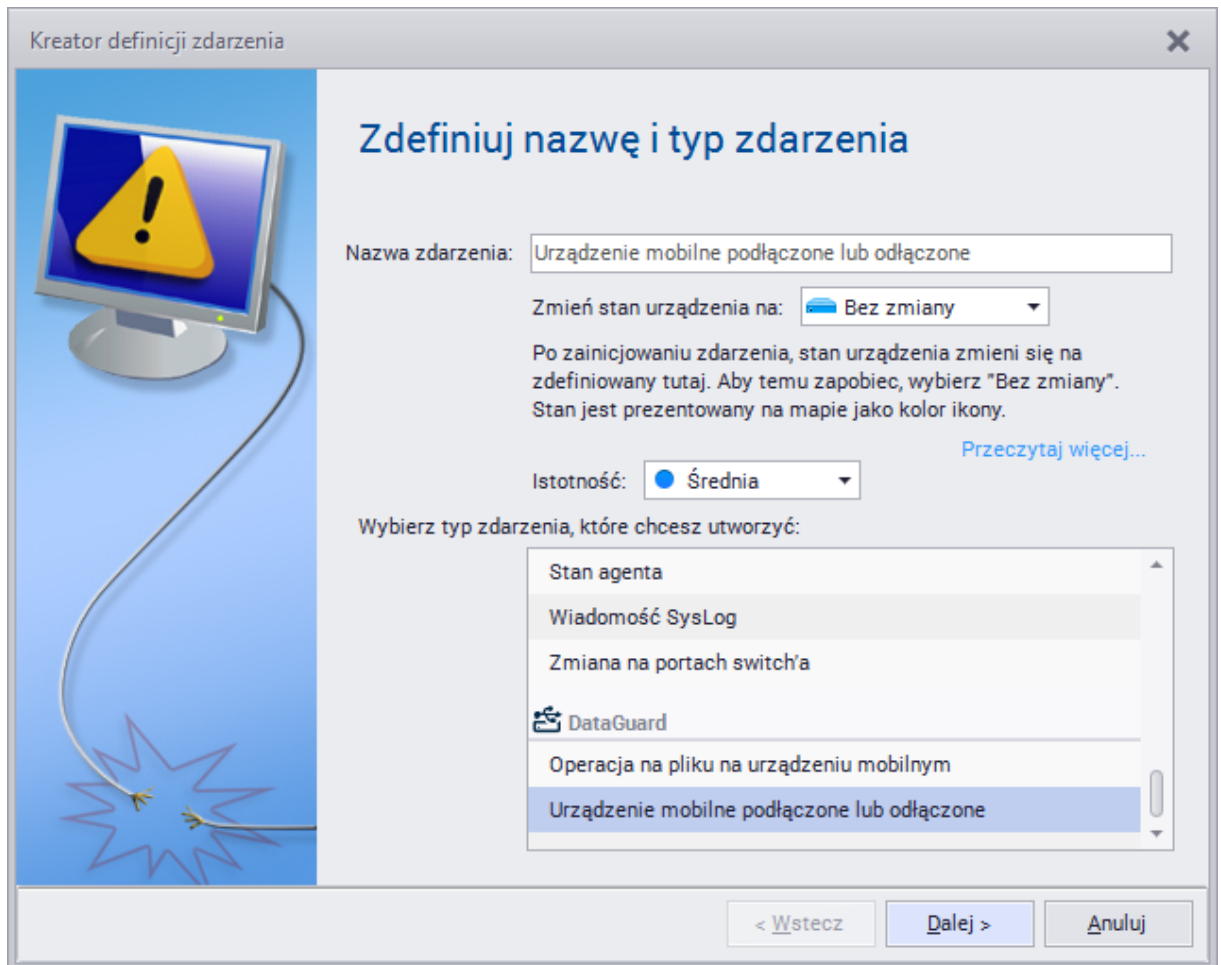 Kreator definicji zdarzenia
Zdefiniuj nazwę i typ zdarzenia
Nazwa zdarzenia: Urządzenie mobilne podłączone lub odłączone
Zmień stan urządzenia na: Bez zmiany
Po zainicjowaniu zdarzenia, stan urządzenia zmieni się na
zdefiniowany tutaj. Aby temu zapobiec, wybierz "Bez zmiany".
Stan jest prezentowany na mapie jako kolor ikony.
Przeczytaj więcej...
Istotność: Średnia
Wybierz typ zdarzenia, które chcesz utworzyć:
Stan agenta
Wiadomość SysLog
Zmiana na portach switch'a
DataGuard
Operacja na pliku na urządzeniu mobilnym
Urządzenie mobilne podłączone lub odłączone
< Wstecz Dalej > Anuluj